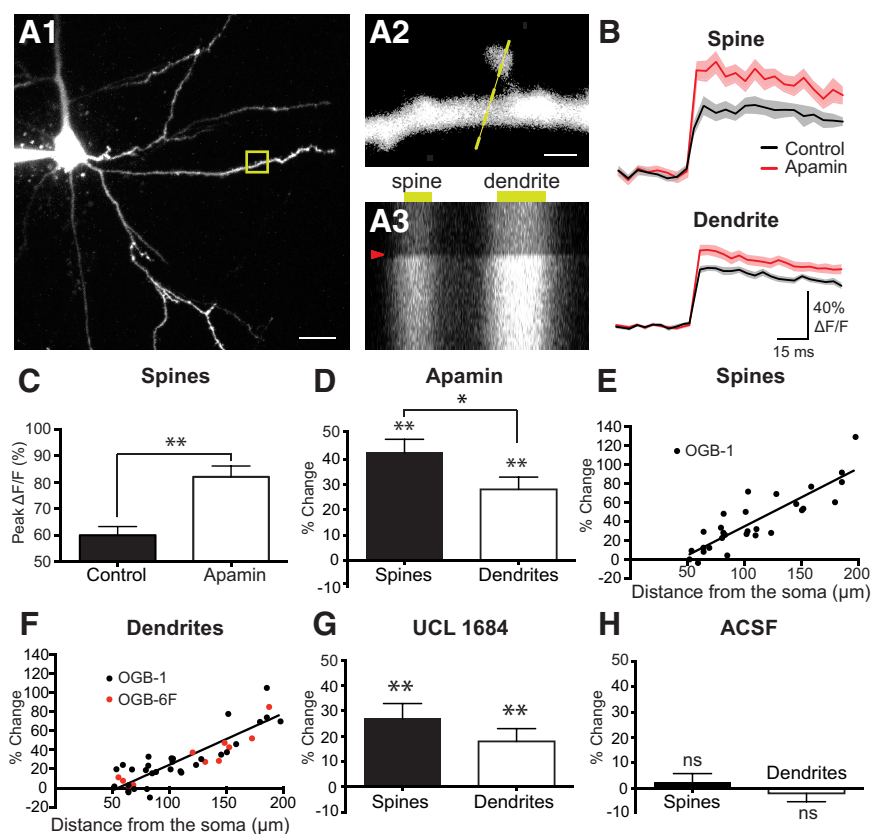 A1
A2
spine
dendrite
A3
B
Spine
Control
Apamin
Dendrite
40%
ΔF/F
15 ms
C
Spines
Peak ΔF/F (%)
100
90
80
70
60
50
**
Control
Apamin
D
Apamin
% Change
50
40
30
20
10
0
-10
*
**
**
Spines
Dendrites
E
Spines
% Change
140
120
100
80
60
40
20
0
-20
OGB-1
50
100
150
200
Distance from the soma (µm)
F
Dendrites
% Change
140
120
100
80
60
40
20
0
-20
OGB-1
OGB-6F
50
100
150
200
Distance from the soma (µm)
G
UCL 1684
% Change
50
40
30
20
10
0
-10
**
**
Spines
Dendrites
H
ACSF
% Change
50
40
30
20
10
0
-10
ns
Spines
Dendrites
ns